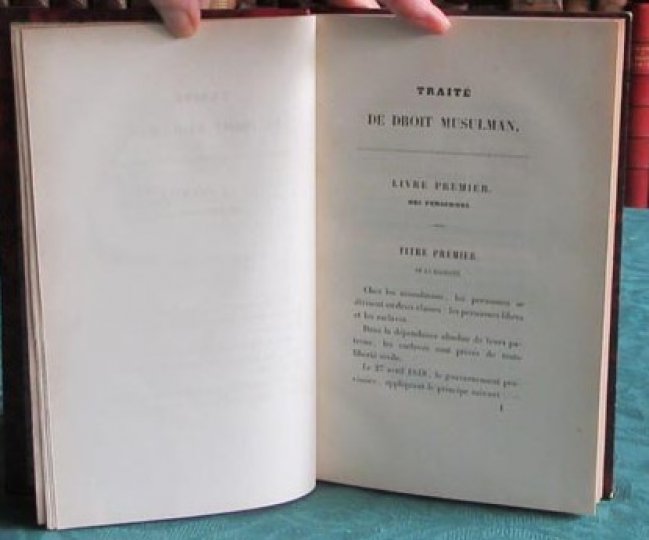 TRAITÉ
DE DROIT MUSULMAN.
LIVRE PREMIER.
DES PERSONNES.
TITRE PREMIER.
DE LA
Chez les musulmans, les personnes se
divisent en deux classes : les personnes libres
et les esclaves.
Dans la dépendance absolue de leurs pa-
trons, les esclaves sont privés de toute
liberté civile.
Le 27 avril 1848, le gouvernement pro-
visoire, appliquant le principe suivant
1